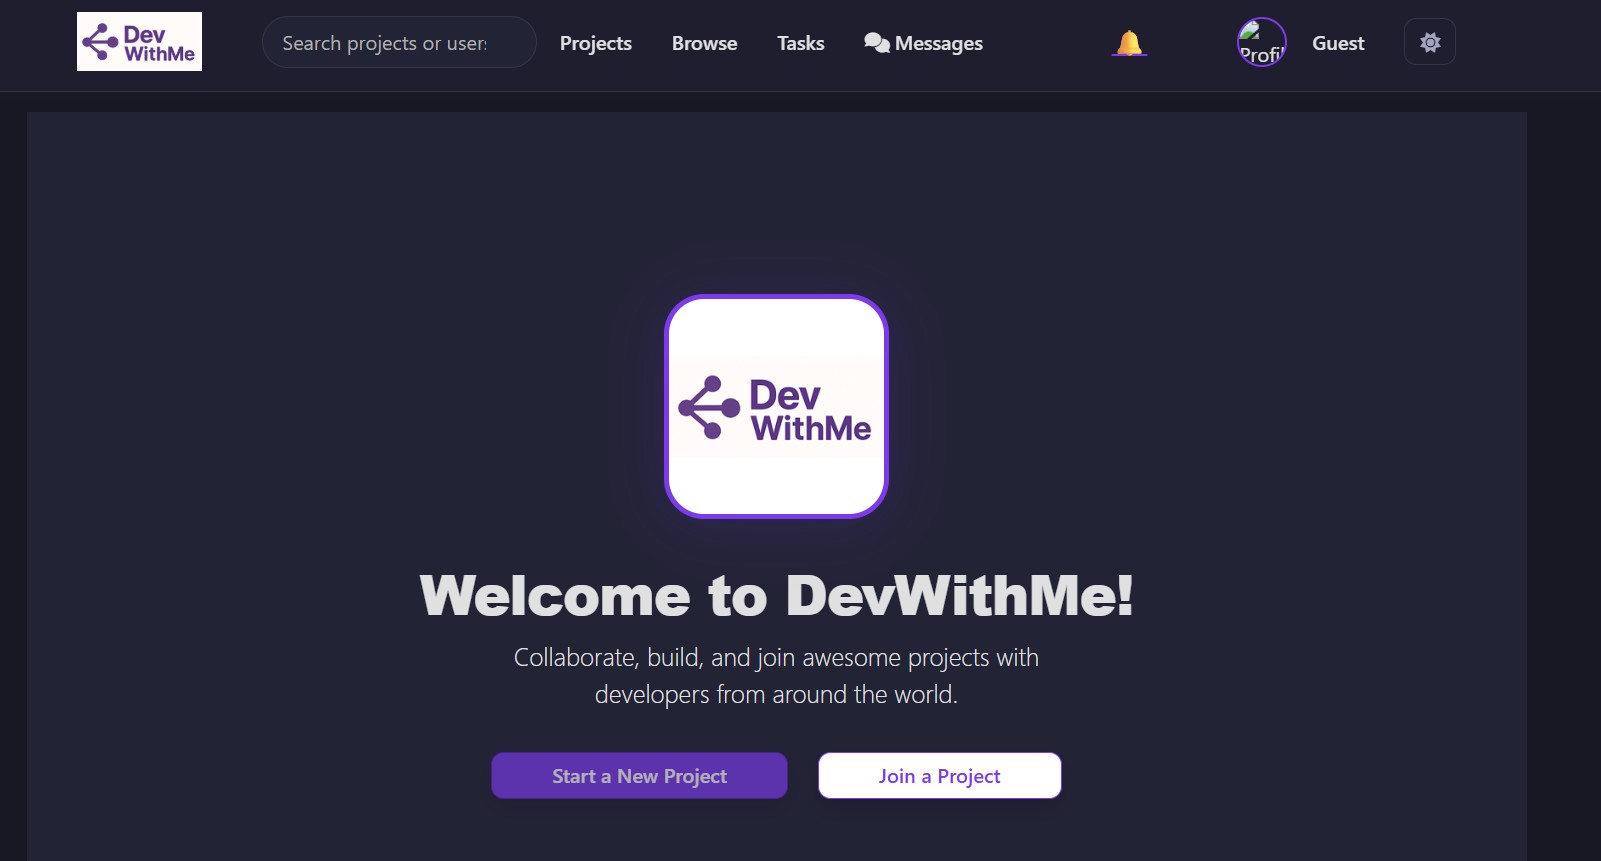 Dev
WithMe
Search projects or user
Projects
Browse
Tasks
Messages
Profi
Guest
Dev
WithMe
Welcome to DevWithMe!
Collaborate, build, and join awesome projects with
developers from around the world.
Start a New Project
Join a Project